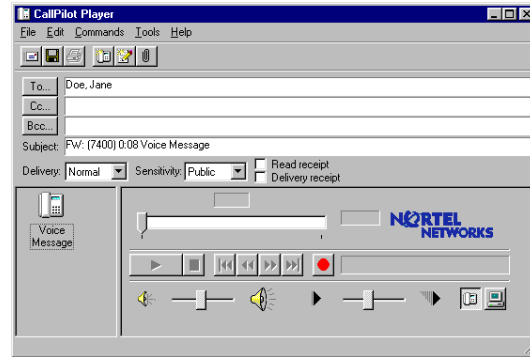 CallPilot Player
File Edit Commands Tools Help
To... Doe, Jane
Cc...
Bcc...
Subject: FW: (7400) 0:08 Voice Message
Delivery: Normal Sensitivity: Public Read receipt
Delivery receipt
Voice
Message
NORTEL
NETWORKS